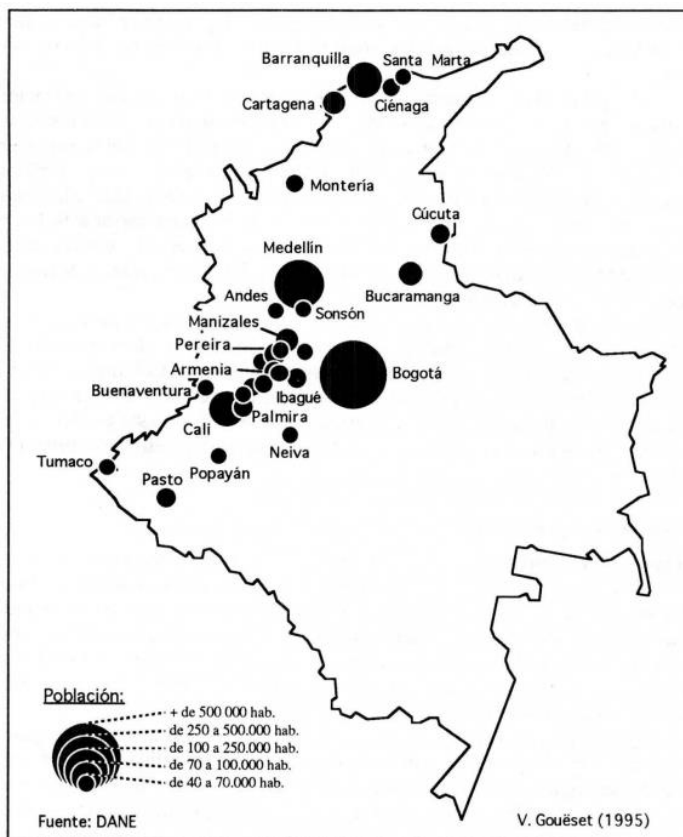 Barranquilla
Santa Marta
Cartagena
Ciénaga
Montería
Cúcuta
Medellín
Bucaramanga
Andes
Sonsón
Manizales
Pereira
Armenia
Bogotá
Buenaventura
Ibagué
Palmira
Cali
Neiva
Tumaco
Popayán
Pasto
Población:
+ de 500 000 hab.
de 250 a 500.000 hab.
de 100 a 250.000 hab.
de 70 a 100.000 hab.
de 40 a 70.000 hab.
Fuente: DANE
V. Gouëset (1995)